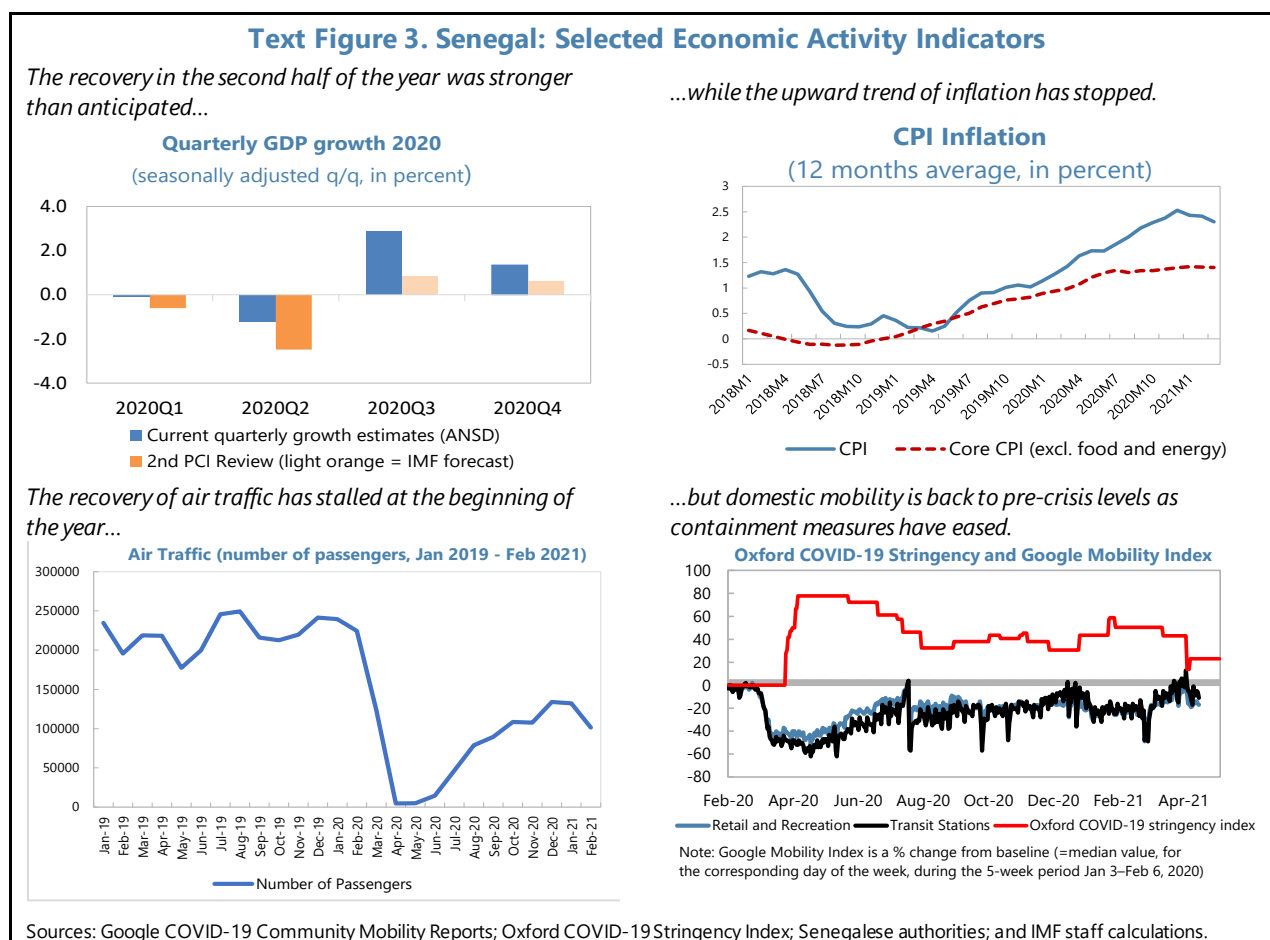 Text Figure 3. Senegal: Selected Economic Activity Indicators
The recovery in the second half of the year was stronger
than anticipated...
Quarterly GDP growth 2020
(seasonally adjusted q/q, in percent)
4.0
2.0
0.0
-2.0
-4.0
2020Q1 2020Q2 2020Q3 2020Q4
Current quarterly growth estimates (ANSD)
2nd PCI Review (light orange = IMF forecast)
...while the upward trend of inflation has stopped.
CPI Inflation
(12 months average, in percent)
3
2.5
2
1.5
1
0.5
0
-0.5
2018M1 2018M4 2018M7 2018M10 2019M1 2019M4 2019M7 2019M10 2020M1 2020M4 2020M7 2020M10 2021M1
CPI Core CPI (excl. food and energy)
The recovery of air traffic has stalled at the beginning of
the year...
Air Traffic (number of passengers, Jan 2019 - Feb 2021)
300000
250000
200000
150000
100000
50000
0
Jan-19 Feb-19 Mar-19 Apr-19 May-19 Jun-19 Jul-19 Aug-19 Sep-19 Oct-19 Nov-19 Dec-19 Jan-20 Feb-20 Mar-20 Apr-20 May-20 Jun-20 Jul-20 Aug-20 Sep-20 Oct-20 Nov-20 Dec-20 Jan-21 Feb-21
Number of Passengers
...but domestic mobility is back to pre-crisis levels as
containment measures have eased.
Oxford COVID-19 Stringency and Google Mobility Index
100
80
60
40
20
0
-20
-40
-60
-80
Feb-20 Apr-20 Jun-20 Aug-20 Oct-20 Dec-20 Feb-21 Apr-21
Retail and Recreation Transit Stations Oxford COVID-19 stringency index
Note: Google Mobility Index is a % change from baseline (=median value, for
the corresponding day of the week, during the 5-week period Jan 3–Feb 6, 2020)
Sources: Google COVID-19 Community Mobility Reports; Oxford COVID-19 Stringency Index; Senegalese authorities; and IMF staff calculations.